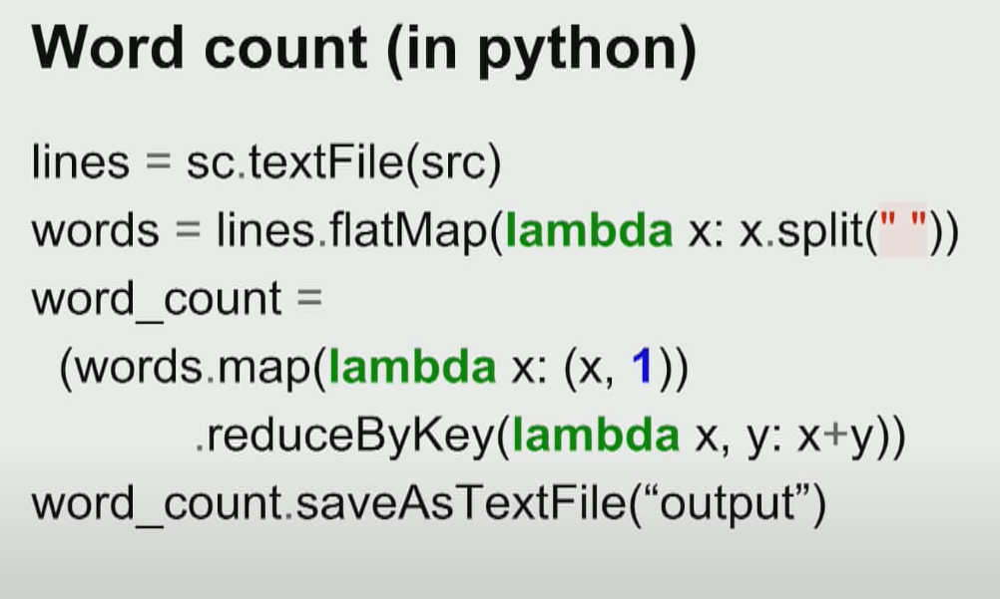 Word count (in python)
lines = sc.textFile(src)
words = lines.flatMap(lambda x: x.split(" "))
word_count =
(words.map(lambda x: (x, 1))
.reduceByKey(lambda x, y: x+y))
word_count.saveAsTextFile(“output”)